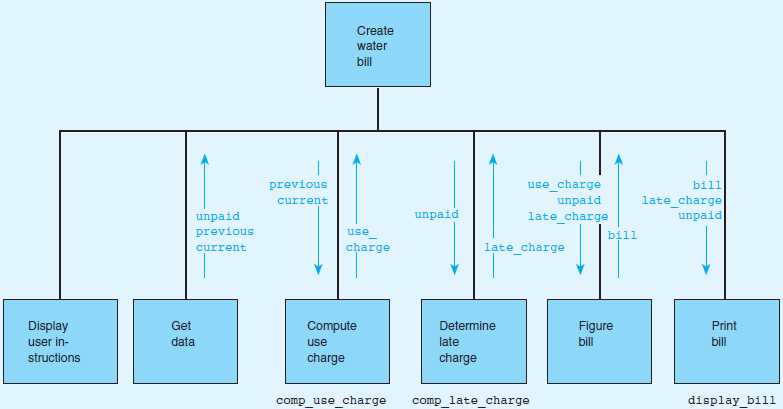 Create
water
bill
unpaid
previous
current
previous
current
use_
charge
unpaid
late_charge
use_charge
unpaid
late_charge
bill
bill
late_charge
unpaid
Display
user in-
structions
Get
data
Compute
use
charge
Determine
late
charge
Figure
bill
Print
bill
comp_use_charge
comp_late_charge
display_bill